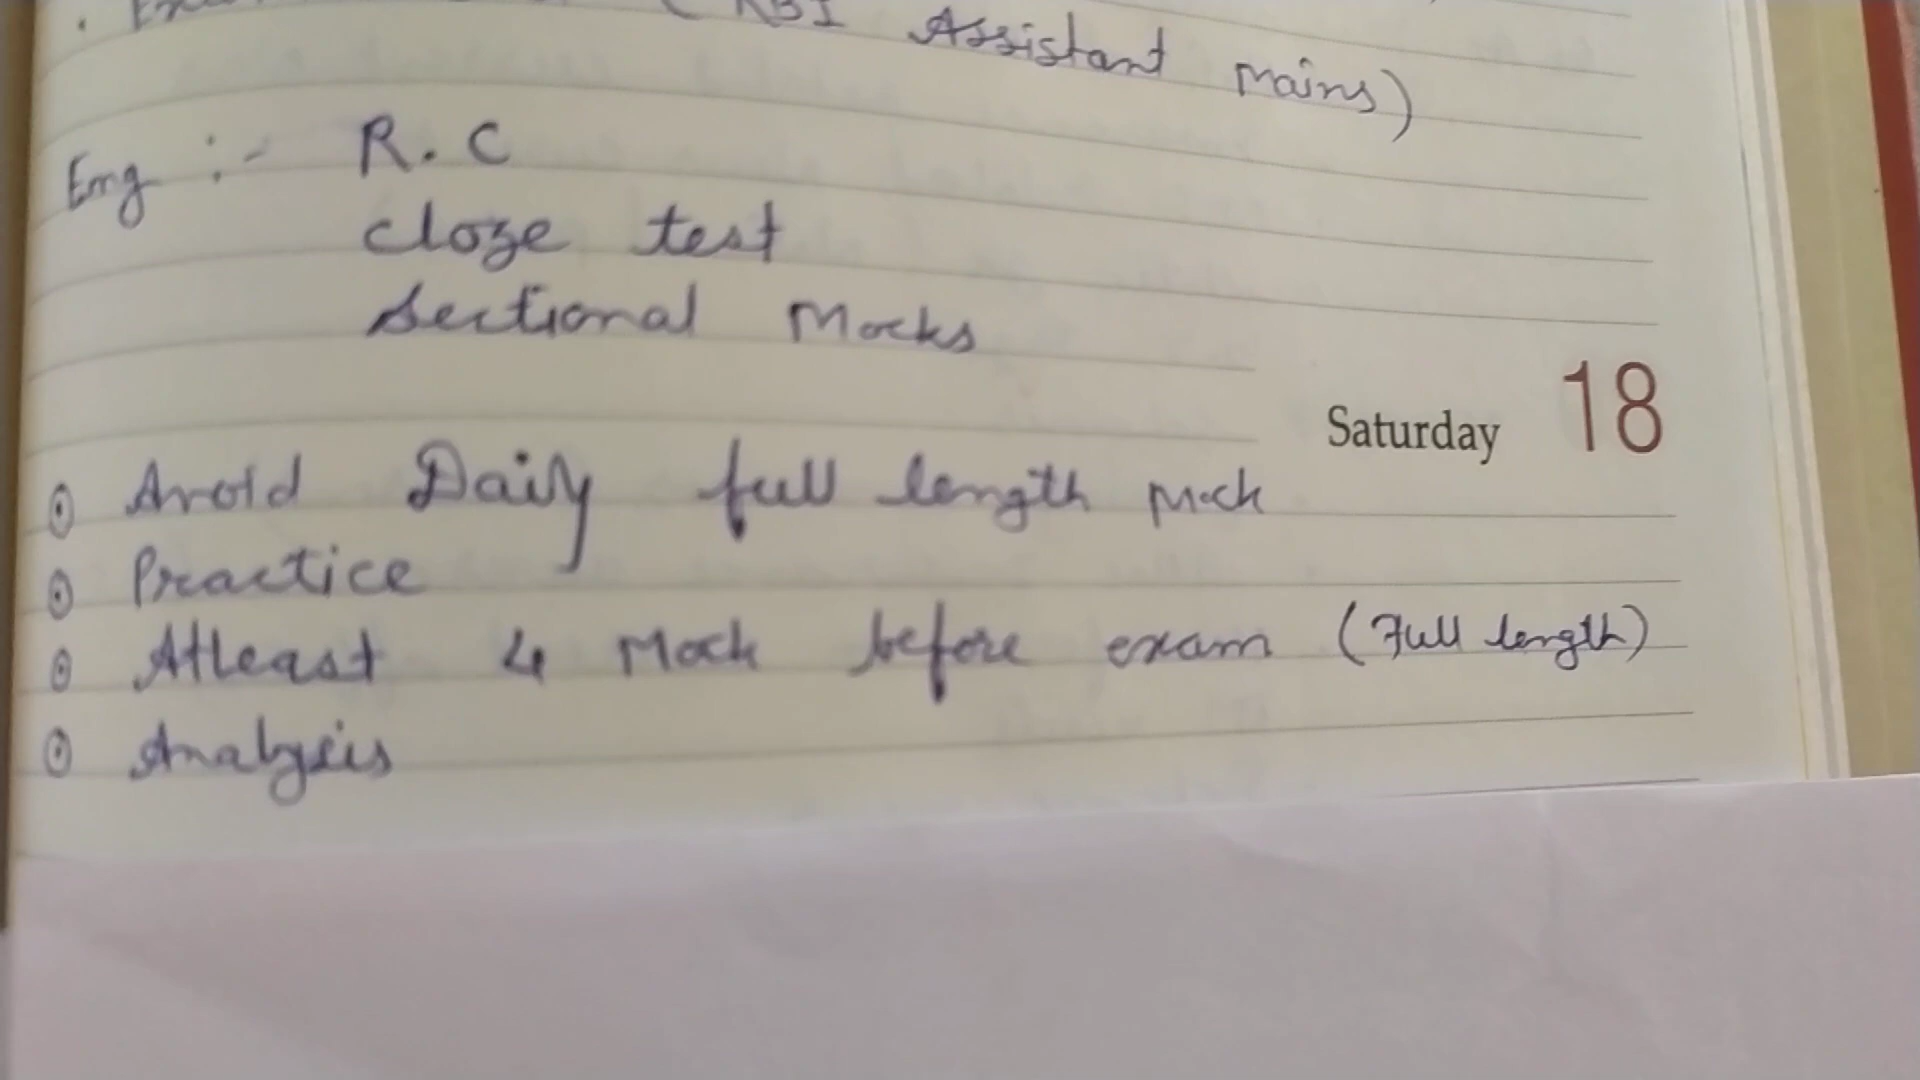 (RBI Assistant Mains)
Eng :- R.C
cloze test
Sectional Mocks
Saturday 18
Avoid Daily full length Mock
Practice
Atleast 4 Mock before exam (Full length)
Analysis